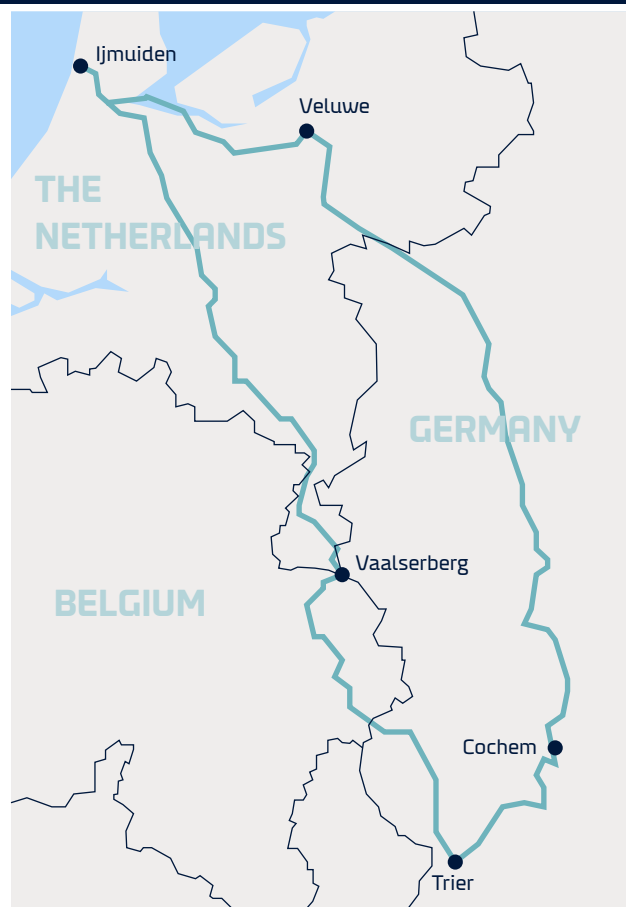 Ijmuiden
Veluwe
THE
NETHERLANDS
GERMANY
Vaalserberg
BELGIUM
Cochem
Trier